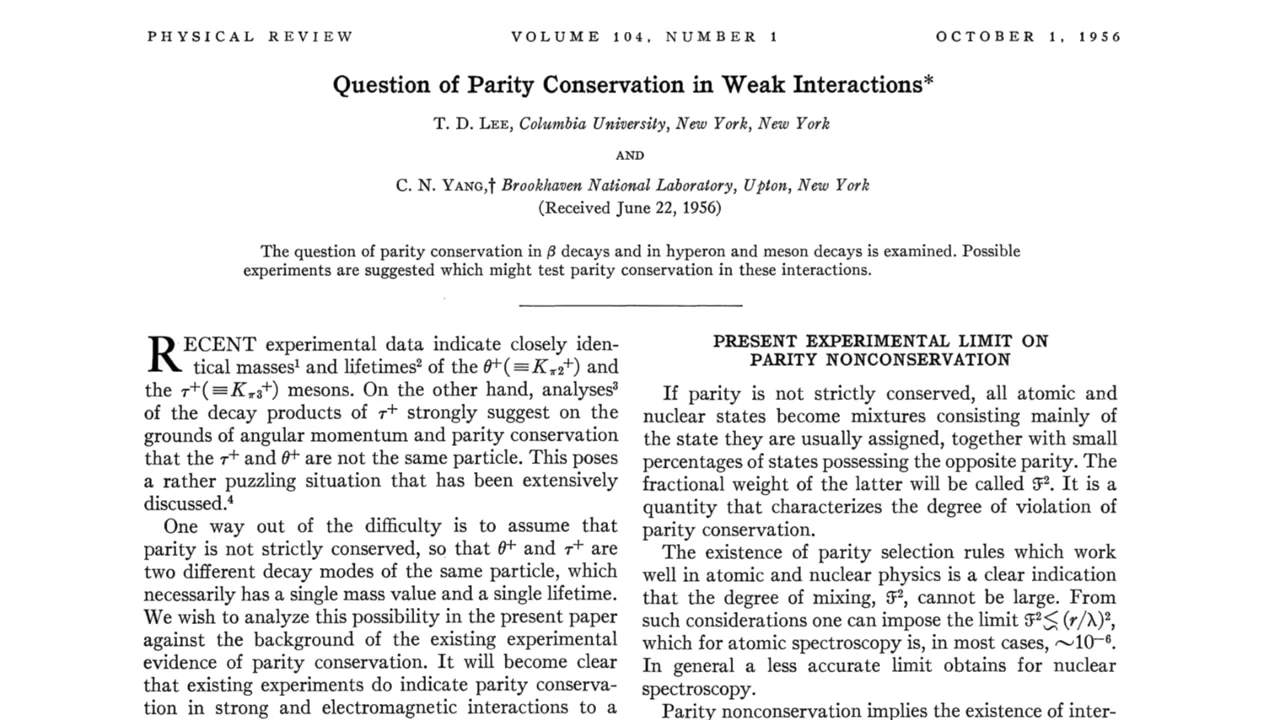 PHYSICAL REVIEW VOLUME 104, NUMBER 1 OCTOBER 1, 1956
Question of Parity Conservation in Weak Interactions*
T. D. LEE, Columbia University, New York, New York
AND
C. N. YANG,† Brookhaven National Laboratory, Upton, New York
(Received June 22, 1956)
The question of parity conservation in β decays and in hyperon and meson decays is examined. Possible
experiments are suggested which might test parity conservation in these interactions.
RECENT experimental data indicate closely iden-
tical masses¹ and lifetimes² of the θ⁺(≡Kπ₂⁺) and
the τ⁺(≡Kπ₃⁺) mesons. On the other hand, analyses³
of the decay products of τ⁺ strongly suggest on the
grounds of angular momentum and parity conservation
that the τ⁺ and θ⁺ are not the same particle. This poses
a rather puzzling situation that has been extensively
discussed.⁴
One way out of the difficulty is to assume that
parity is not strictly conserved, so that θ⁺ and τ⁺ are
two different decay modes of the same particle, which
necessarily has a single mass value and a single lifetime.
We wish to analyze this possibility in the present paper
against the background of the existing experimental
evidence of parity conservation. It will become clear
that existing experiments do indicate parity conserva-
tion in strong and electromagnetic interactions to a
PRESENT EXPERIMENTAL LIMIT ON
PARITY NONCONSERVATION
If parity is not strictly conserved, all atomic and
nuclear states become mixtures consisting mainly of
the state they are usually assigned, together with small
percentages of states possessing the opposite parity. The
fractional weight of the latter will be called ℱ². It is a
quantity that characterizes the degree of violation of
parity conservation.
The existence of parity selection rules which work
well in atomic and nuclear physics is a clear indication
that the degree of mixing, ℱ², cannot be large. From
such considerations one can impose the limit ℱ²≲(r/λ)²,
which for atomic spectroscopy is, in most cases, ∼10⁻⁶.
In general a less accurate limit obtains for nuclear
spectroscopy.
Parity nonconservation implies the existence of inter-